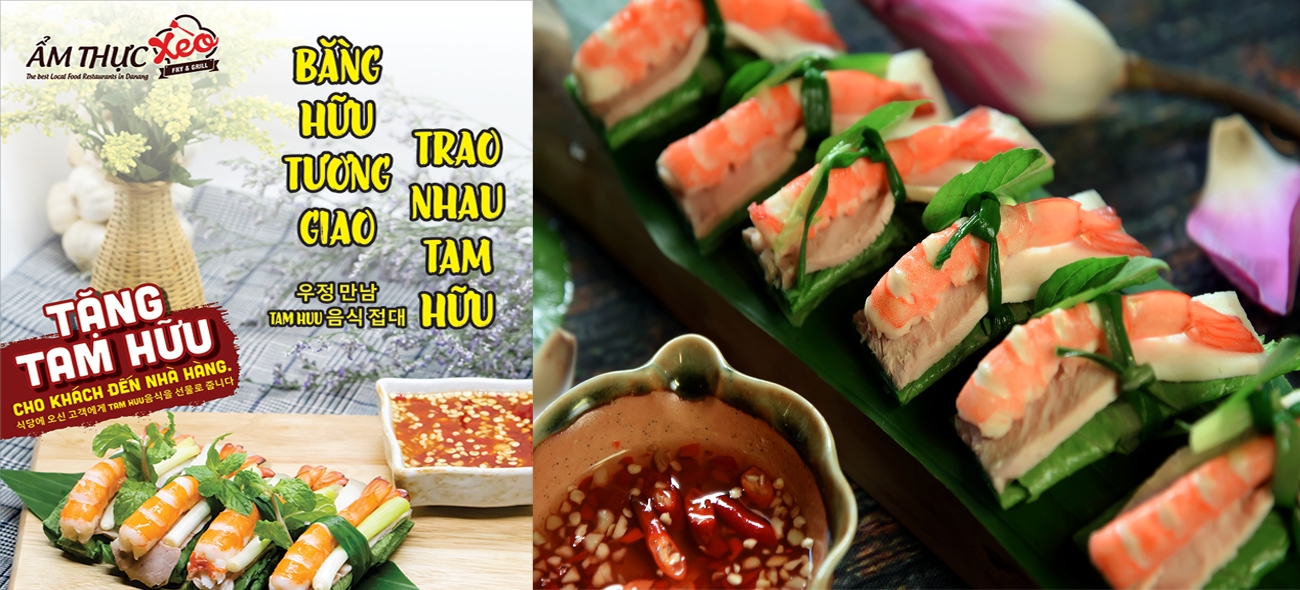 ẨM THỰC Xèo
FRY & GRILL
The best Local Food Restaurants in Danang
BẰNG
HỮU
TƯƠNG
GIAO
TRAO
NHAU
TAM
HỮU
우정 만남
TAM HUU 음식 접대
TẶNG
TAM HỮU
CHO KHÁCH ĐẾN NHÀ HÀNG.
식당에 오신 고객에게 TAM HUU음식을 선물로 줍니다